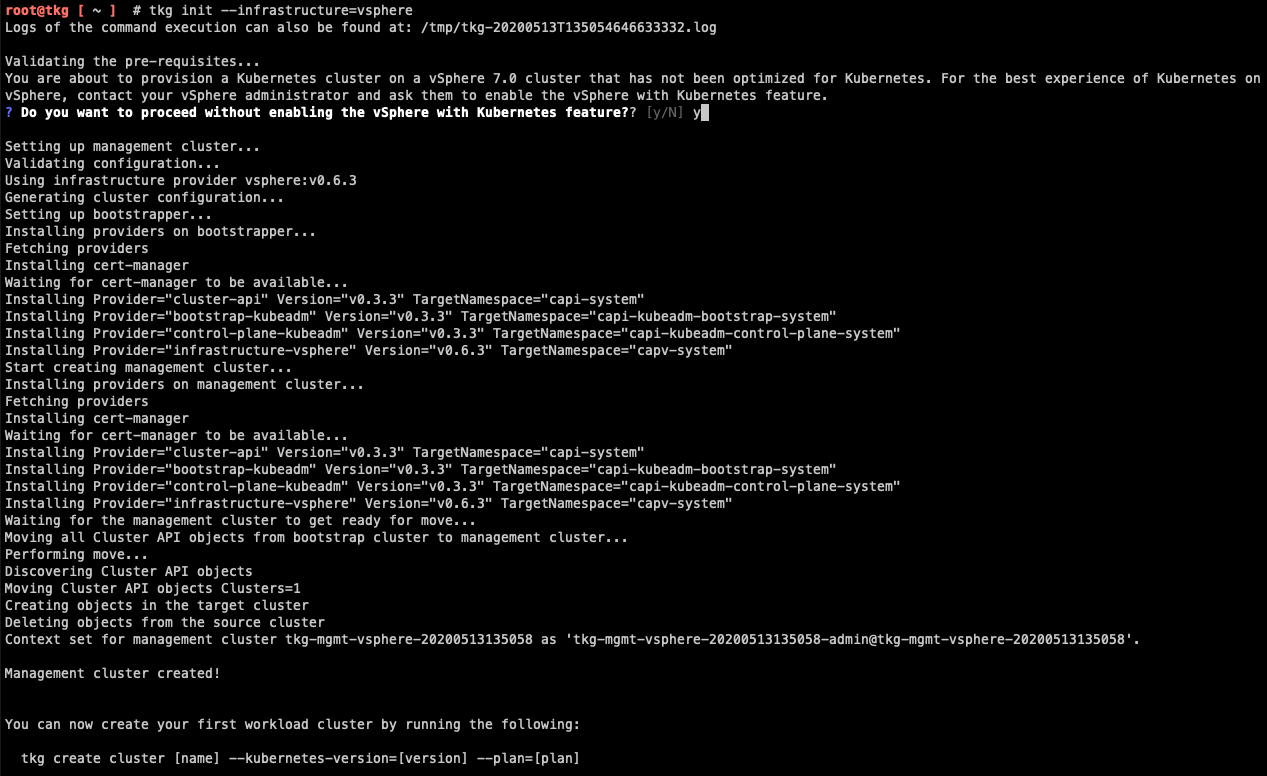 root@tkg [ ~ ]  # tkg init --infrastructure=vsphere
Logs of the command execution can also be found at: /tmp/tkg-20200513T135054646633332.log
Validating the pre-requisites...
You are about to provision a Kubernetes cluster on a vSphere 7.0 cluster that has not been optimized for Kubernetes. For the best experience of Kubernetes on
vSphere, contact your vSphere administrator and ask them to enable the vSphere with Kubernetes feature.
? Do you want to proceed without enabling the vSphere with Kubernetes feature?? [y/N] y
Setting up management cluster...
Validating configuration...
Using infrastructure provider vsphere:v0.6.3
Generating cluster configuration...
Setting up bootstrapper...
Installing providers on bootstrapper...
Fetching providers
Installing cert-manager
Waiting for cert-manager to be available...
Installing Provider="cluster-api" Version="v0.3.3" TargetNamespace="capi-system"
Installing Provider="bootstrap-kubeadm" Version="v0.3.3" TargetNamespace="capi-kubeadm-bootstrap-system"
Installing Provider="control-plane-kubeadm" Version="v0.3.3" TargetNamespace="capi-kubeadm-control-plane-system"
Installing Provider="infrastructure-vsphere" Version="v0.6.3" TargetNamespace="capv-system"
Start creating management cluster...
Installing providers on management cluster...
Fetching providers
Installing cert-manager
Waiting for cert-manager to be available...
Installing Provider="cluster-api" Version="v0.3.3" TargetNamespace="capi-system"
Installing Provider="bootstrap-kubeadm" Version="v0.3.3" TargetNamespace="capi-kubeadm-bootstrap-system"
Installing Provider="control-plane-kubeadm" Version="v0.3.3" TargetNamespace="capi-kubeadm-control-plane-system"
Installing Provider="infrastructure-vsphere" Version="v0.6.3" TargetNamespace="capv-system"
Waiting for the management cluster to get ready for move...
Moving all Cluster API objects from bootstrap cluster to management cluster...
Performing move...
Discovering Cluster API objects
Moving Cluster API objects Clusters=1
Creating objects in the target cluster
Deleting objects from the source cluster
Context set for management cluster tkg-mgmt-vsphere-20200513135058 as 'tkg-mgmt-vsphere-20200513135058-admin@tkg-mgmt-vsphere-20200513135058'.
Management cluster created!
You can now create your first workload cluster by running the following:
tkg create cluster [name] --kubernetes-version=[version] --plan=[plan]